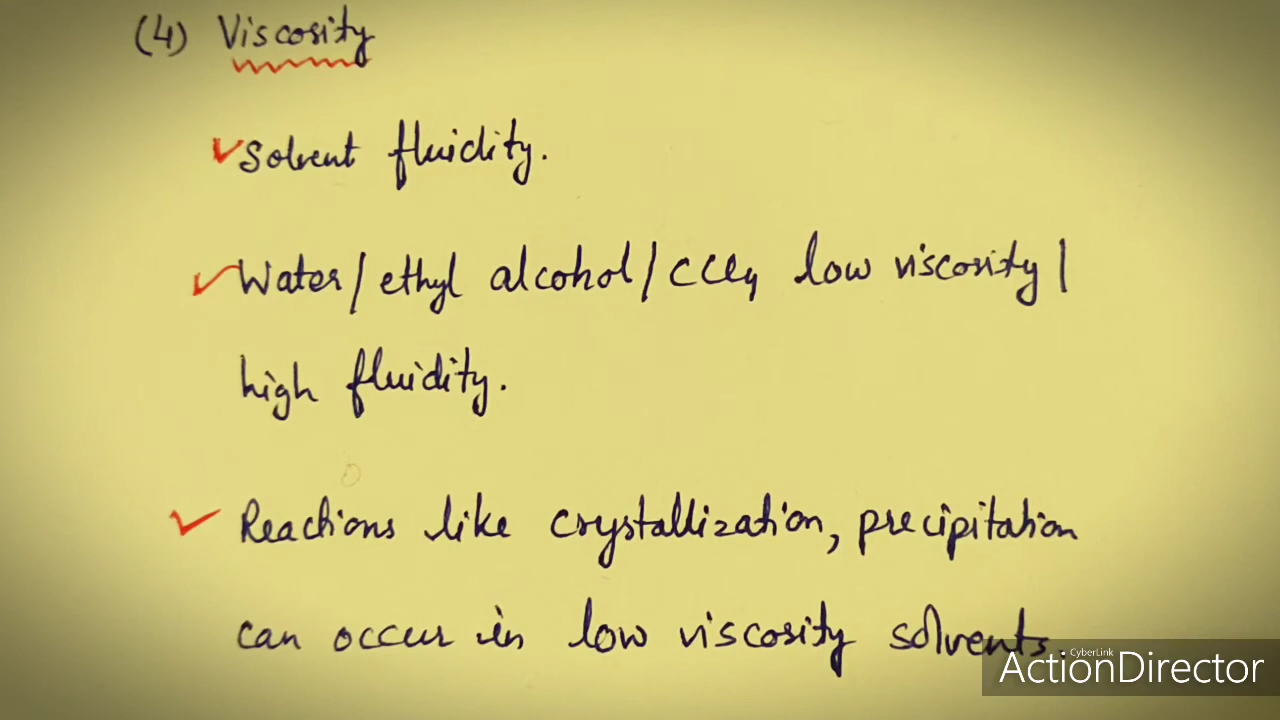 (4) Viscosity
Solvent fluidity.
Water/ethyl alcohol/CCl4 low viscosity/
high fluidity.
Reactions like crystallization, precipitation
can occur in low viscosity solvents.
CyberLink
ActionDirector